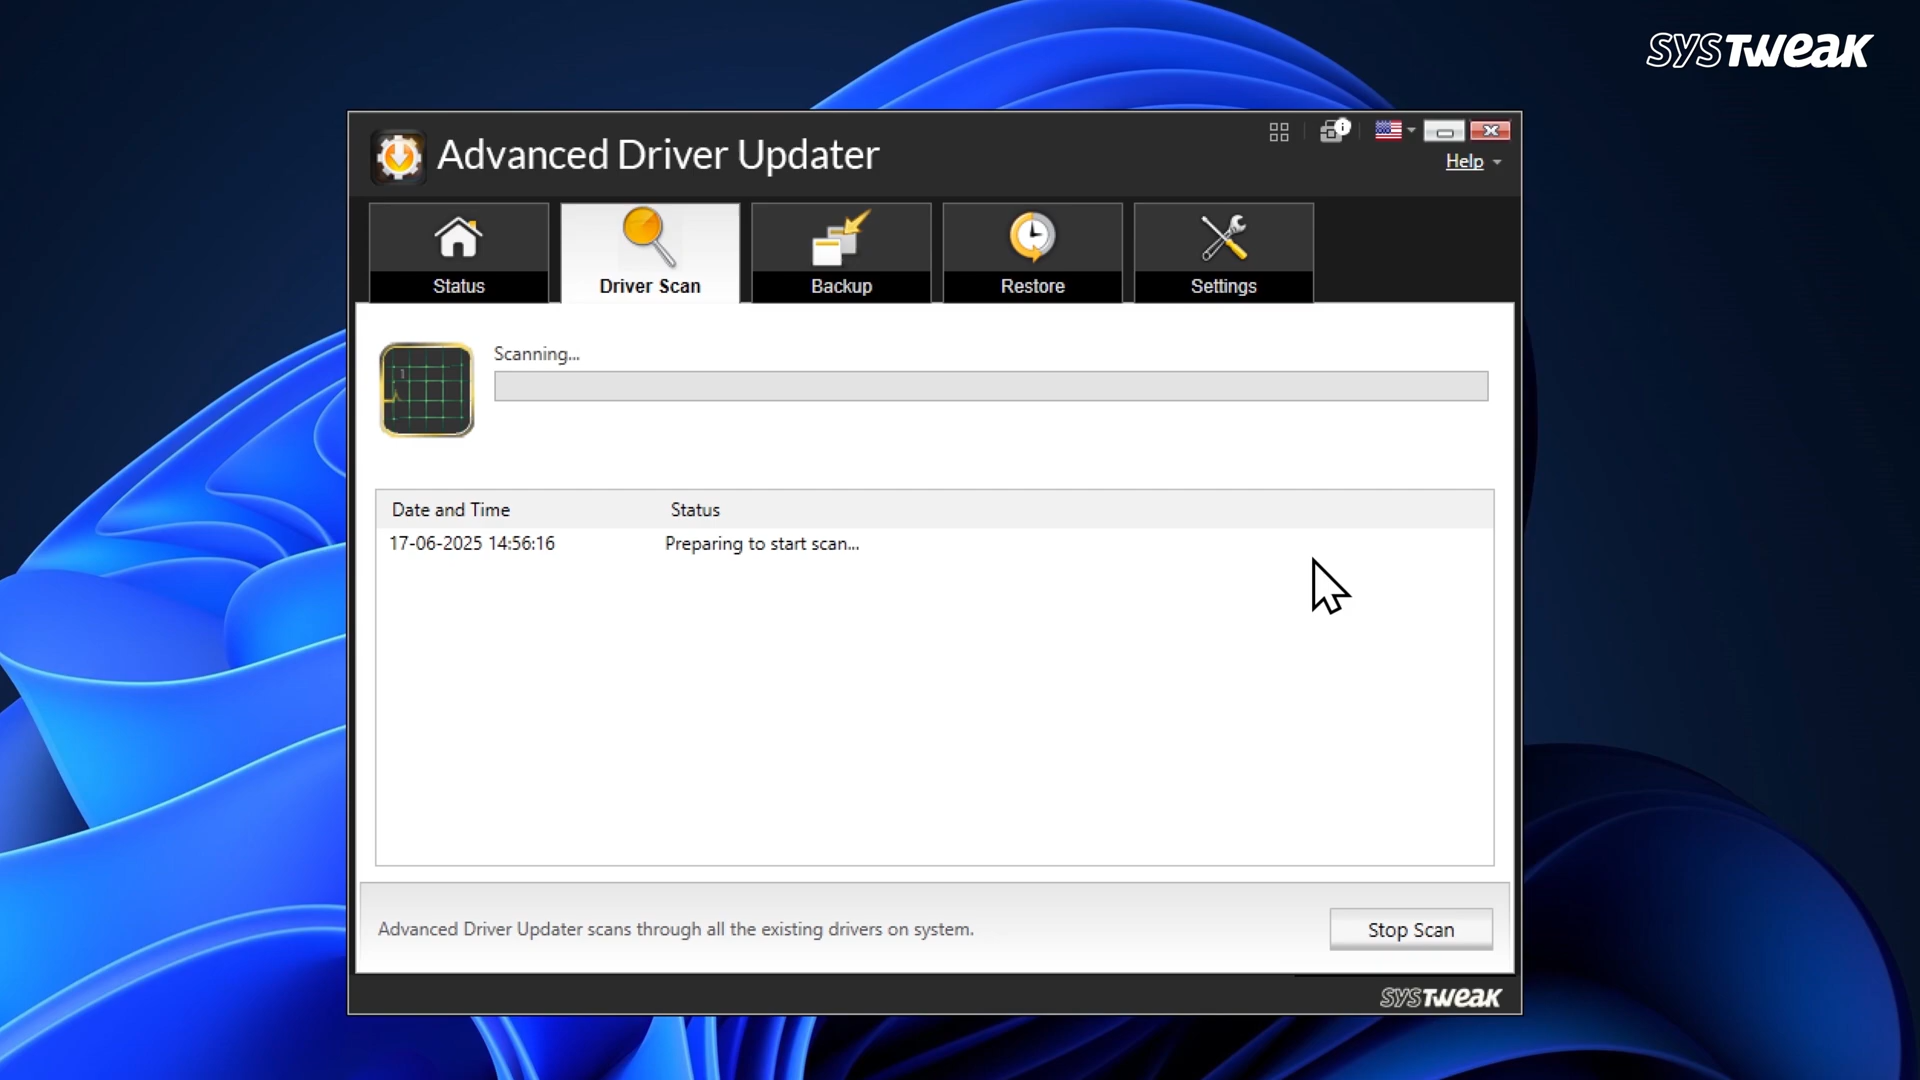 SYSTWEAK
Advanced Driver Updater
Help
Status
Driver Scan
Backup
Restore
Settings
Scanning...
Date and Time Status
17-06-2025 14:56:16 Preparing to start scan...
Advanced Driver Updater scans through all the existing drivers on system.
Stop Scan
SYSTWEAK